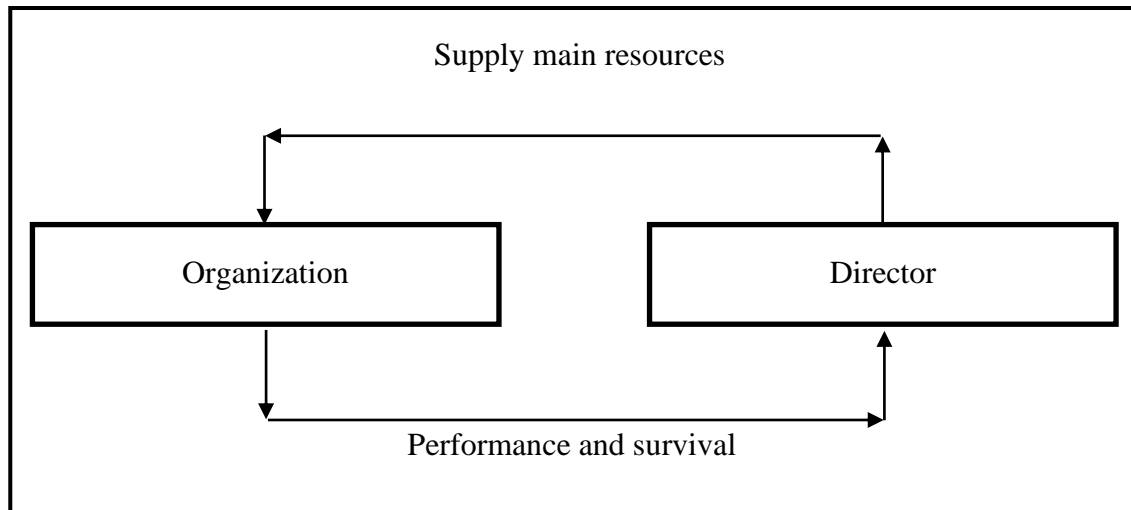 Supply main resources
Organization
Director
Performance and survival